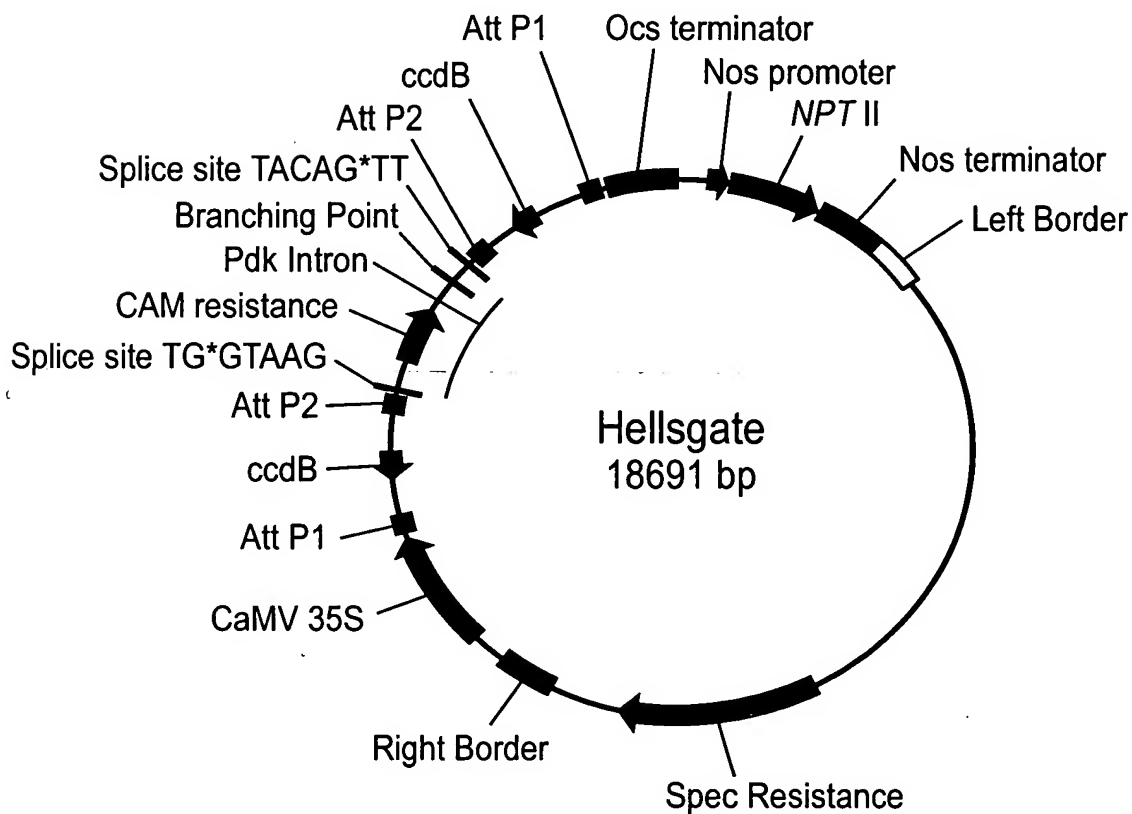 Att P1
Ocs terminator
ccdB
Nos promoter
NPT II
Att P2
Nos terminator
Splice site TACAG*TT
Branching Point
Left Border
Pdk Intron
CAM resistance
Splice site TG*GTAAG
Att P2
Hellsgate
18691 bp
ccdB
Att P1
CaMV 35S
Right Border
Spec Resistance